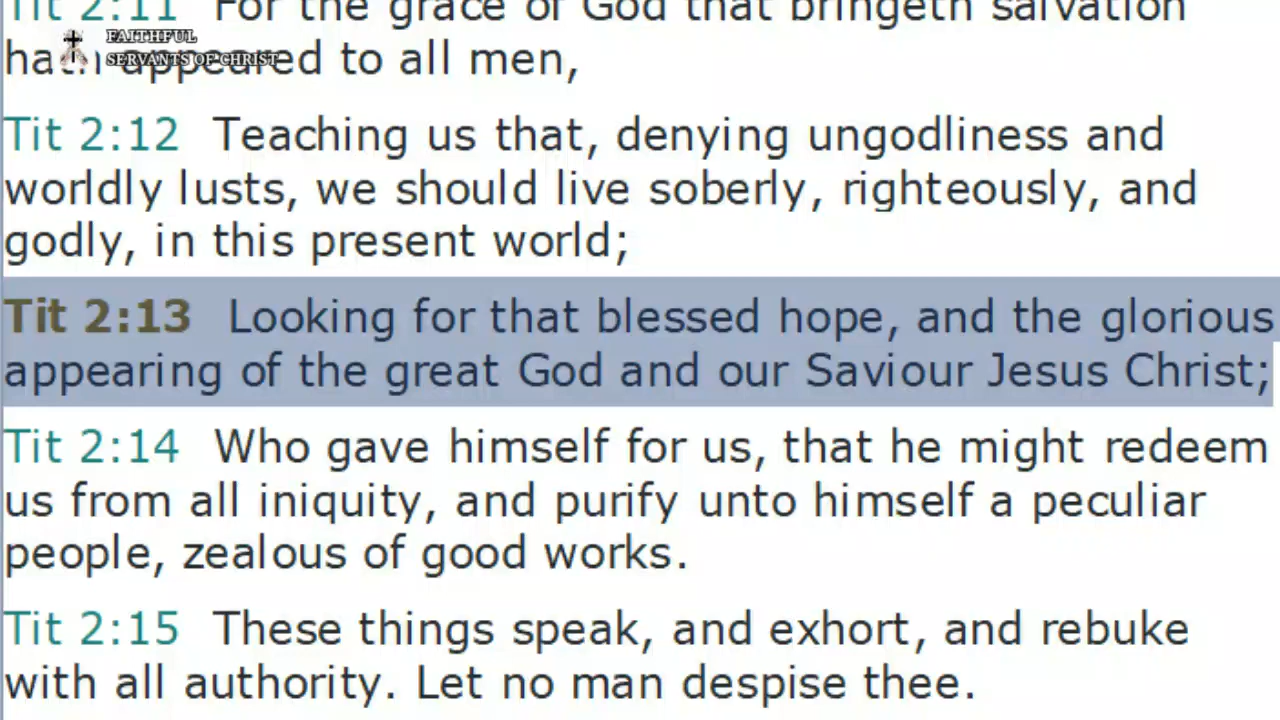 Tit 2:11 For the grace of God that bringeth salvation
FAITHFUL
SERVANTS OF CHRIST
hath appeared to all men,
Tit 2:12 Teaching us that, denying ungodliness and
worldly lusts, we should live soberly, righteously, and
godly, in this present world;
Tit 2:13 Looking for that blessed hope, and the glorious
appearing of the great God and our Saviour Jesus Christ;
Tit 2:14 Who gave himself for us, that he might redeem
us from all iniquity, and purify unto himself a peculiar
people, zealous of good works.
Tit 2:15 These things speak, and exhort, and rebuke
with all authority. Let no man despise thee.